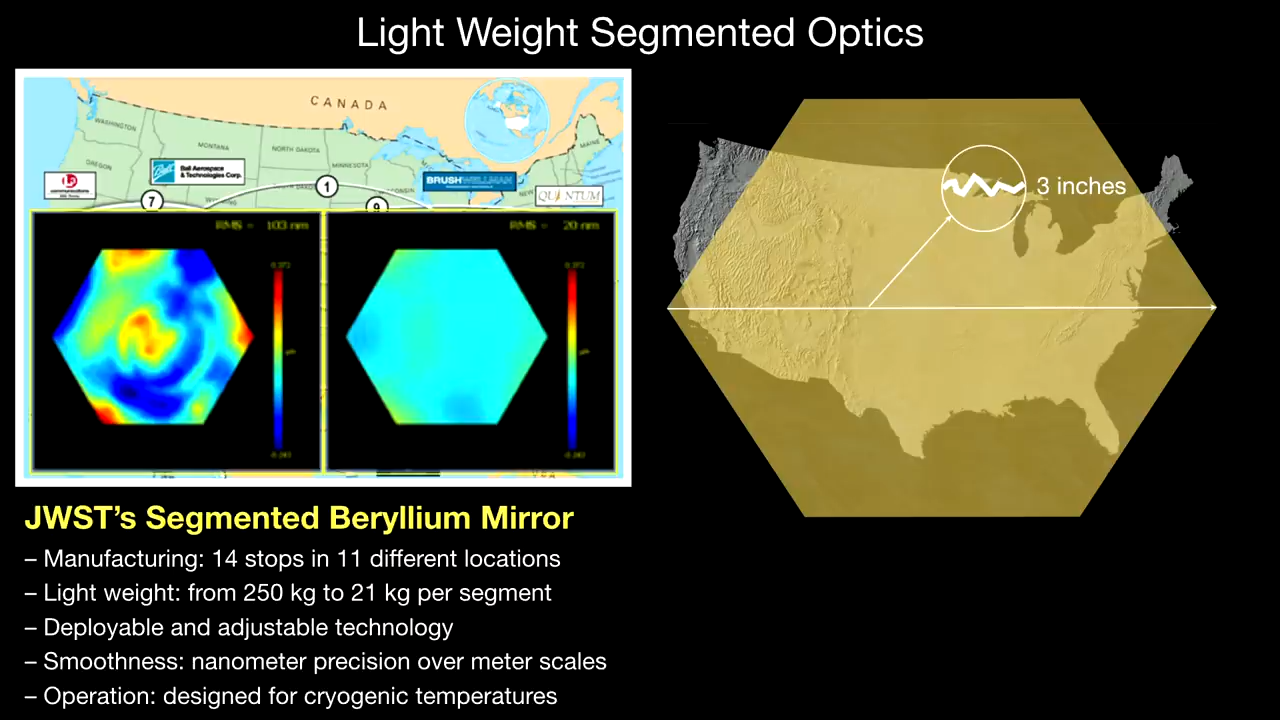 Light Weight Segmented Optics
CANADA
WASHINGTON
MONTANA
NORTH DAKOTA
MINNESOTA
MAINE
OREGON
Ball Aerospace
& Technologies Corp.
BRUSHWELLMAN
QUANTUM
communications
1
7
9
RMS = 103 nm
RMS = 20 nm
3 inches
JWST’s Segmented Beryllium Mirror
– Manufacturing: 14 stops in 11 different locations
– Light weight: from 250 kg to 21 kg per segment
– Deployable and adjustable technology
– Smoothness: nanometer precision over meter scales
– Operation: designed for cryogenic temperatures